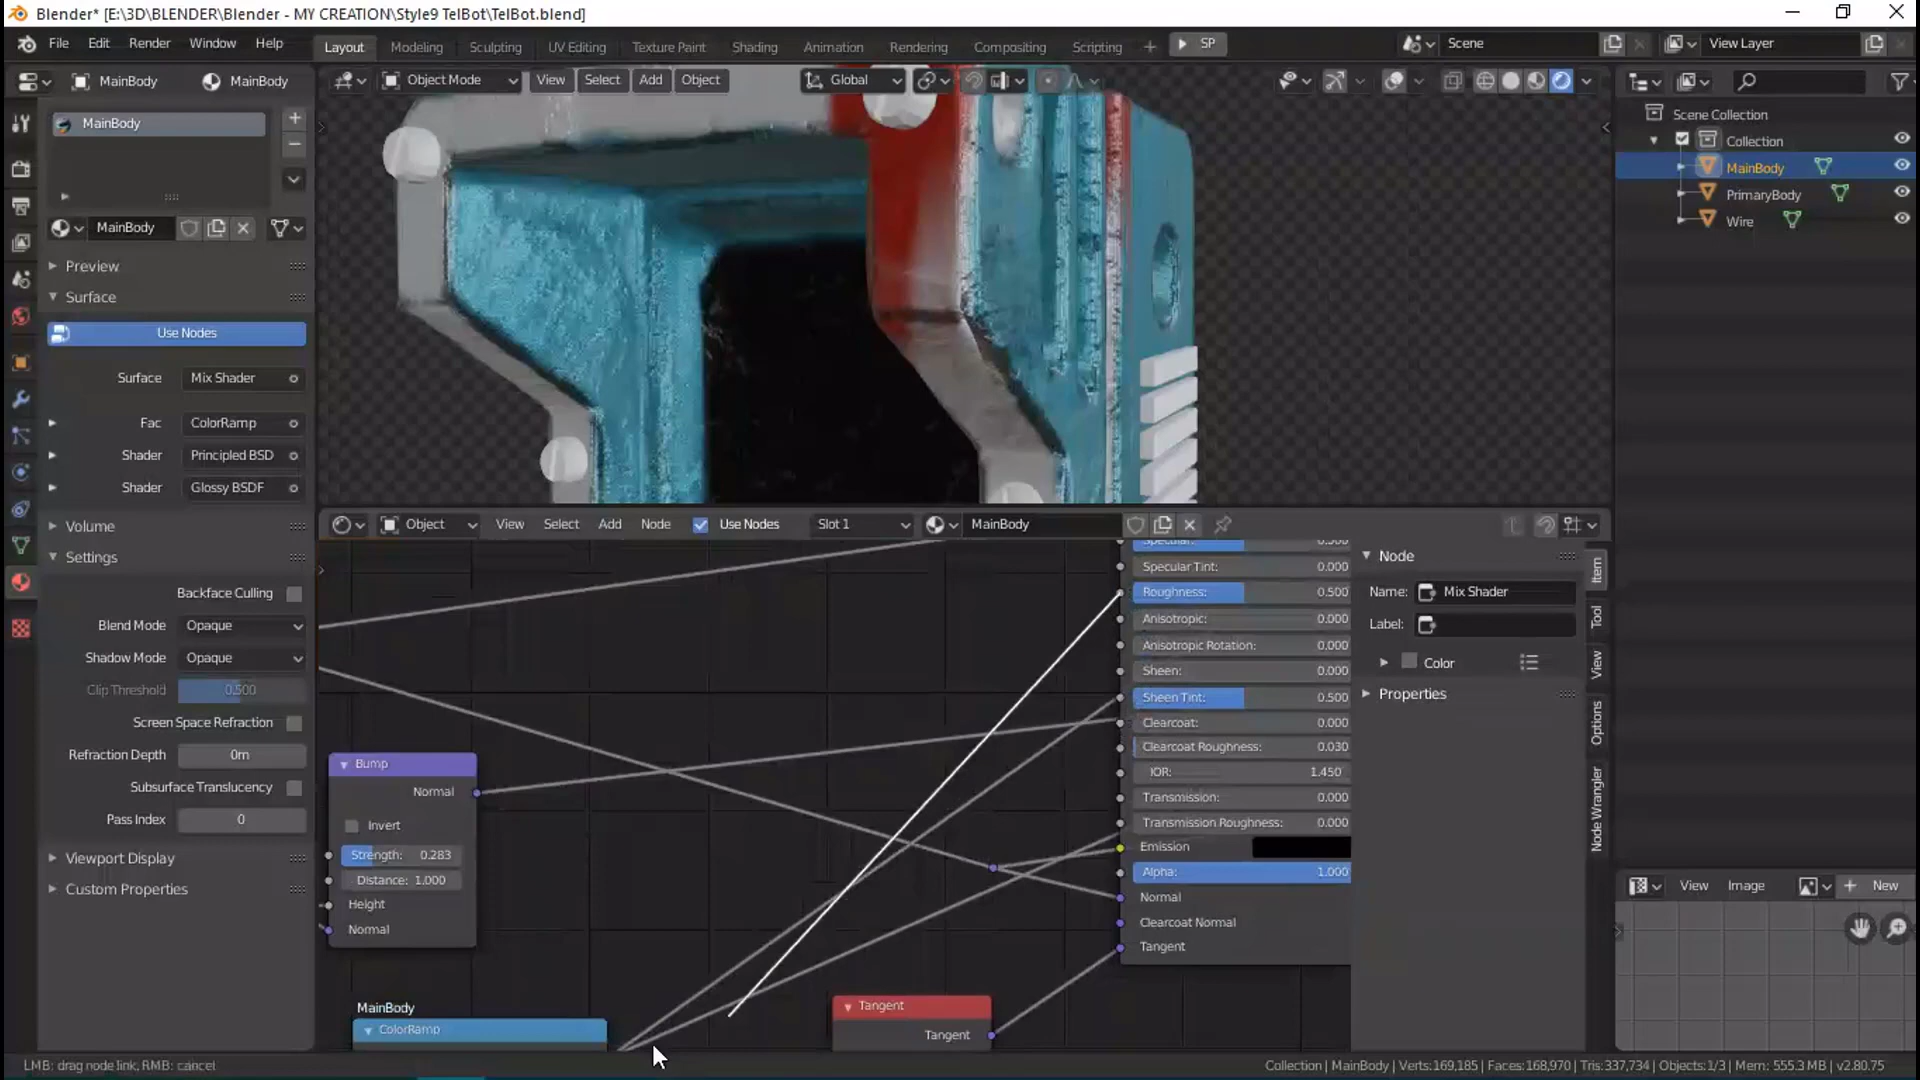 Blender* [E:\3D\BLENDER\Blender - MY CREATION\Style9 TelBot\TelBot.blend]
File Edit Render Window Help
Layout Modeling Sculpting UV Editing Texture Paint Shading Animation Rendering Compositing Scripting + SP
Scene
View Layer
MainBody MainBody
Object Mode View Select Add Object Global
MainBody
MainBody
Preview
Surface
Use Nodes
Surface Mix Shader
Fac ColorRamp
Shader Principled BSD
Shader Glossy BSDF
Volume
Settings
Backface Culling
Blend Mode Opaque
Shadow Mode Opaque
Clip Threshold 0.500
Screen Space Refraction
Refraction Depth 0m
Subsurface Translucency
Pass Index 0
Viewport Display
Custom Properties
Scene Collection
Collection
MainBody
PrimaryBody
Wire
Object View Select Add Node Use Nodes Slot 1 MainBody
Specular: 0.500
Specular Tint: 0.000
Roughness: 0.500
Anisotropic: 0.000
Anisotropic Rotation: 0.000
Sheen: 0.000
Sheen Tint: 0.500
Clearcoat: 0.000
Clearcoat Roughness: 0.030
IOR: 1.450
Transmission: 0.000
Transmission Roughness: 0.000
Emission
Alpha: 1.000
Normal
Clearcoat Normal
Tangent
Bump
Normal
Invert
Strength: 0.283
Distance: 1.000
Height
Normal
MainBody
ColorRamp
Tangent
Tangent
Node
Name: Mix Shader
Label:
Color
Properties
Item
Tool
View
Options
Node Wrangler
View Image + New
LMB: drag node link, RMB: cancel
Collection | MainBody | Verts:169,185 | Faces:168,970 | Tris:337,734 | Objects:1/3 | Mem: 555.3 MB | v2.80.75